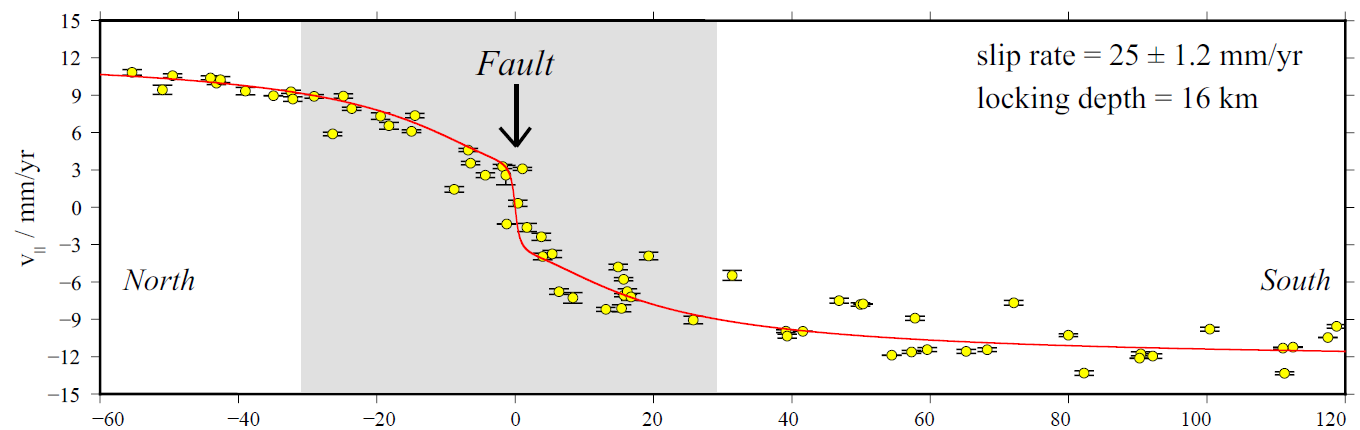 15
12
9
6
3
0
−3
−6
−9
−12
−15
v|| / mm/yr
Fault
slip rate = 25 ± 1.2 mm/yr
locking depth = 16 km
North
South
−60 −40 −20 0 20 40 60 80 100 120